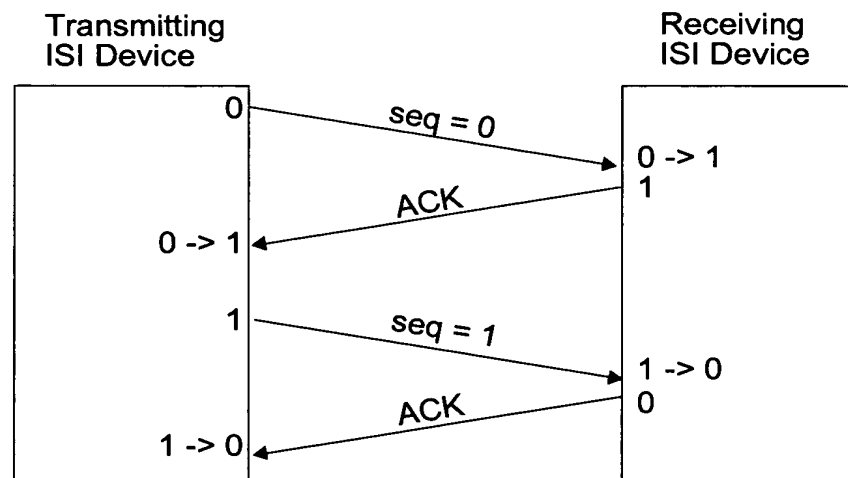 Transmitting
ISI Device
Receiving
ISI Device
0
seq = 0
0 -> 1
1
ACK
0 -> 1
1
seq = 1
1 -> 0
0
ACK
1 -> 0